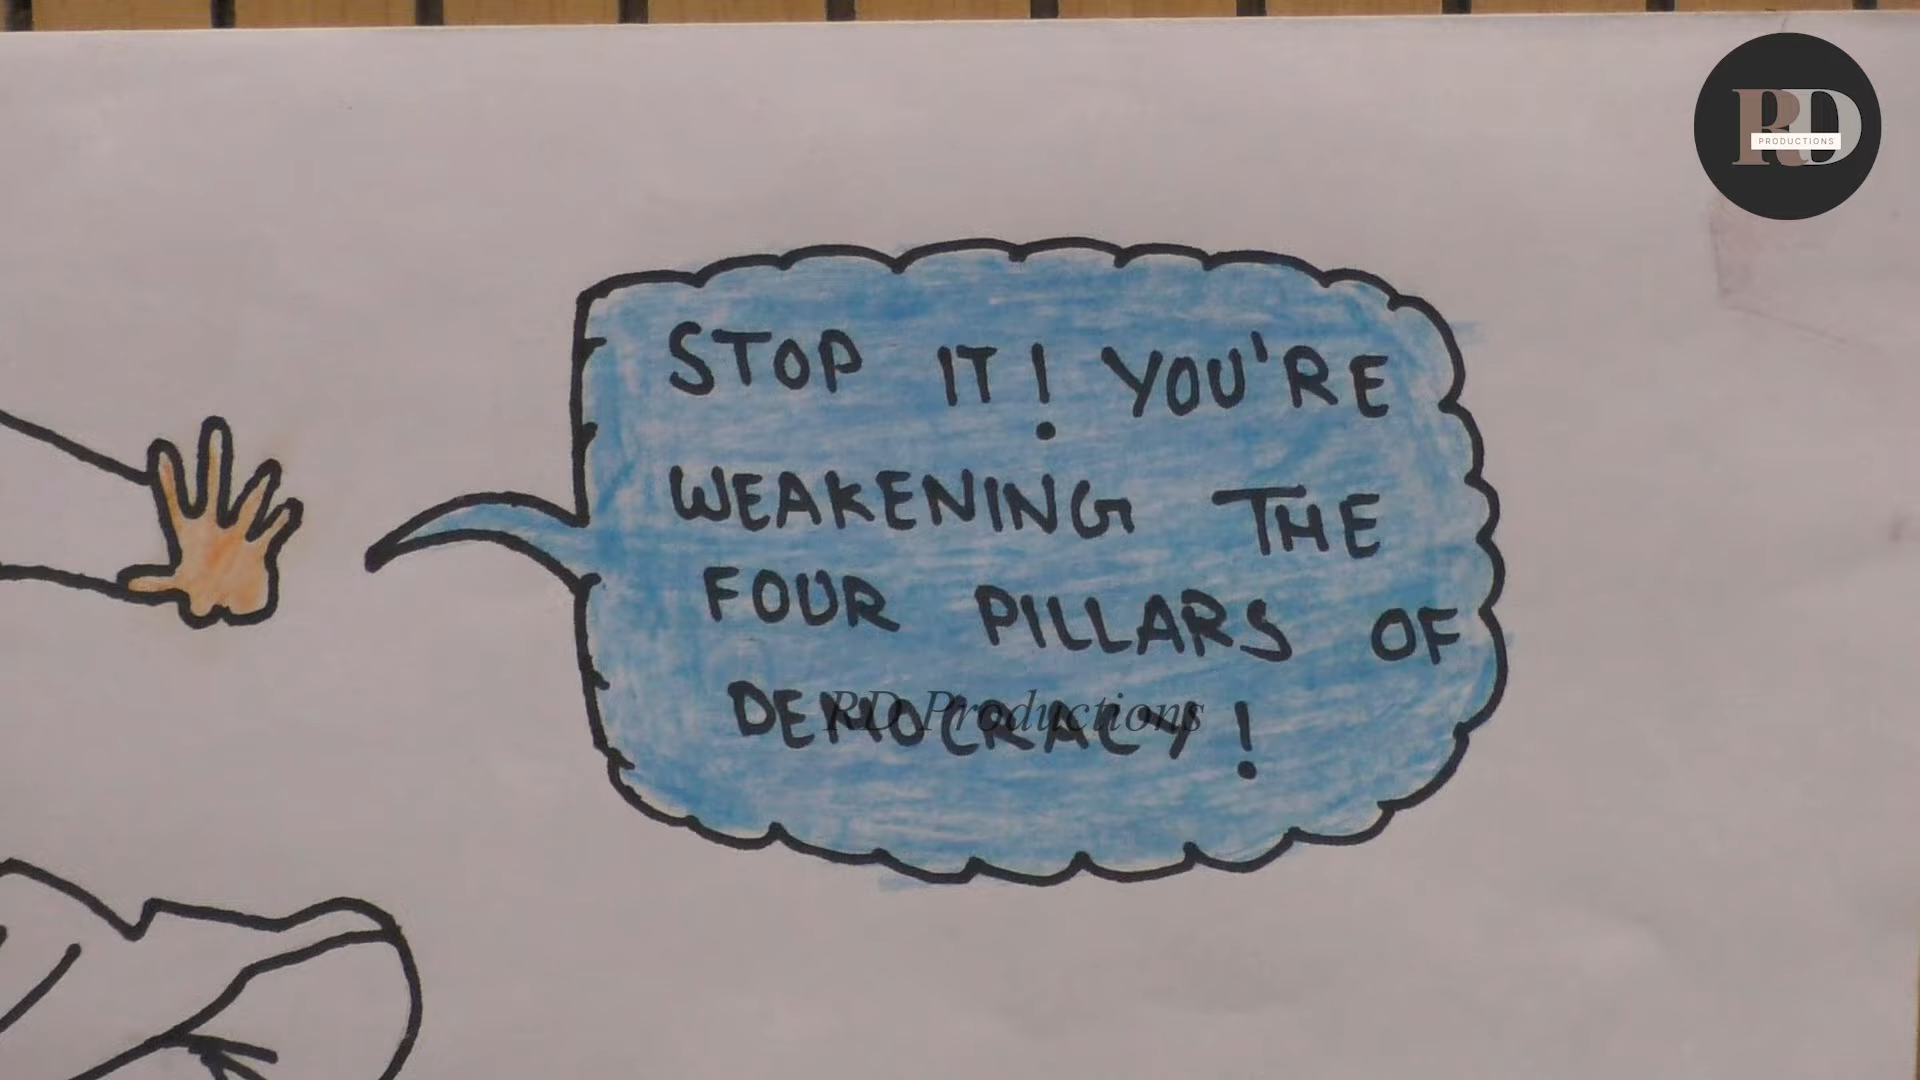 RD
PRODUCTIONS
STOP IT! YOU'RE
WEAKENING THE
FOUR PILLARS OF
DEMOCRACY!
RD Productions